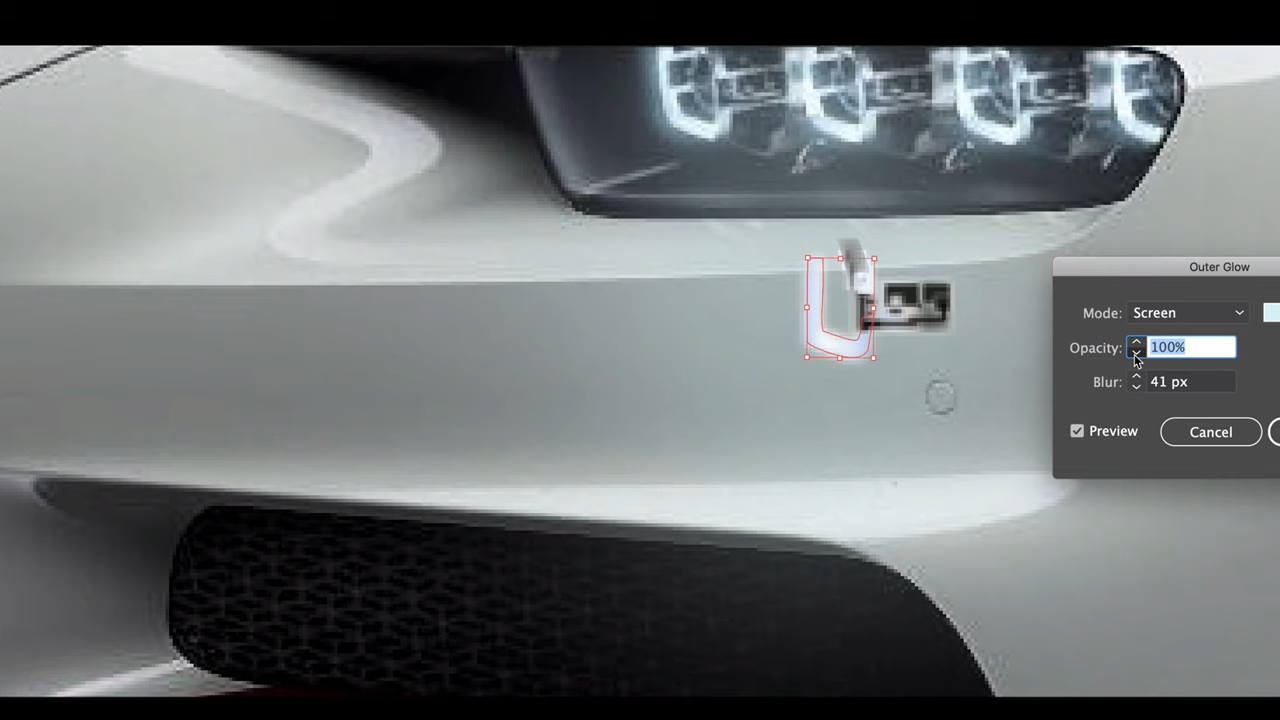 Outer Glow
Mode: Screen
Opacity: 100%
Blur: 41 px
Preview
Cancel